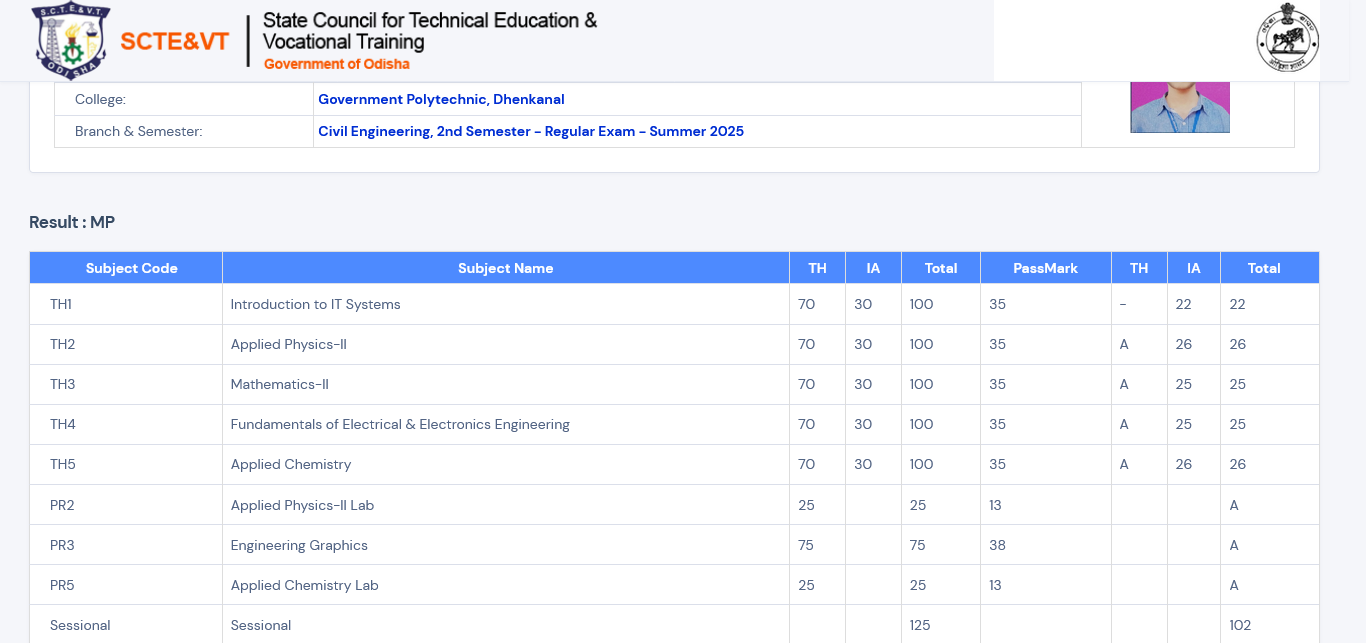 S.C.T.E.&V.T.
ODISHA
SCTE&VT
State Council for Technical Education &
Vocational Training
Government of Odisha
College: Government Polytechnic, Dhenkanal
Branch & Semester: Civil Engineering, 2nd Semester - Regular Exam - Summer 2025
Result : MP
Subject Code Subject Name TH IA Total PassMark TH IA Total
TH1 Introduction to IT Systems 70 30 100 35 - 22 22
TH2 Applied Physics-II 70 30 100 35 A 26 26
TH3 Mathematics-II 70 30 100 35 A 25 25
TH4 Fundamentals of Electrical & Electronics Engineering 70 30 100 35 A 25 25
TH5 Applied Chemistry 70 30 100 35 A 26 26
PR2 Applied Physics-II Lab 25 25 13 A
PR3 Engineering Graphics 75 75 38 A
PR5 Applied Chemistry Lab 25 25 13 A
Sessional Sessional 125 102